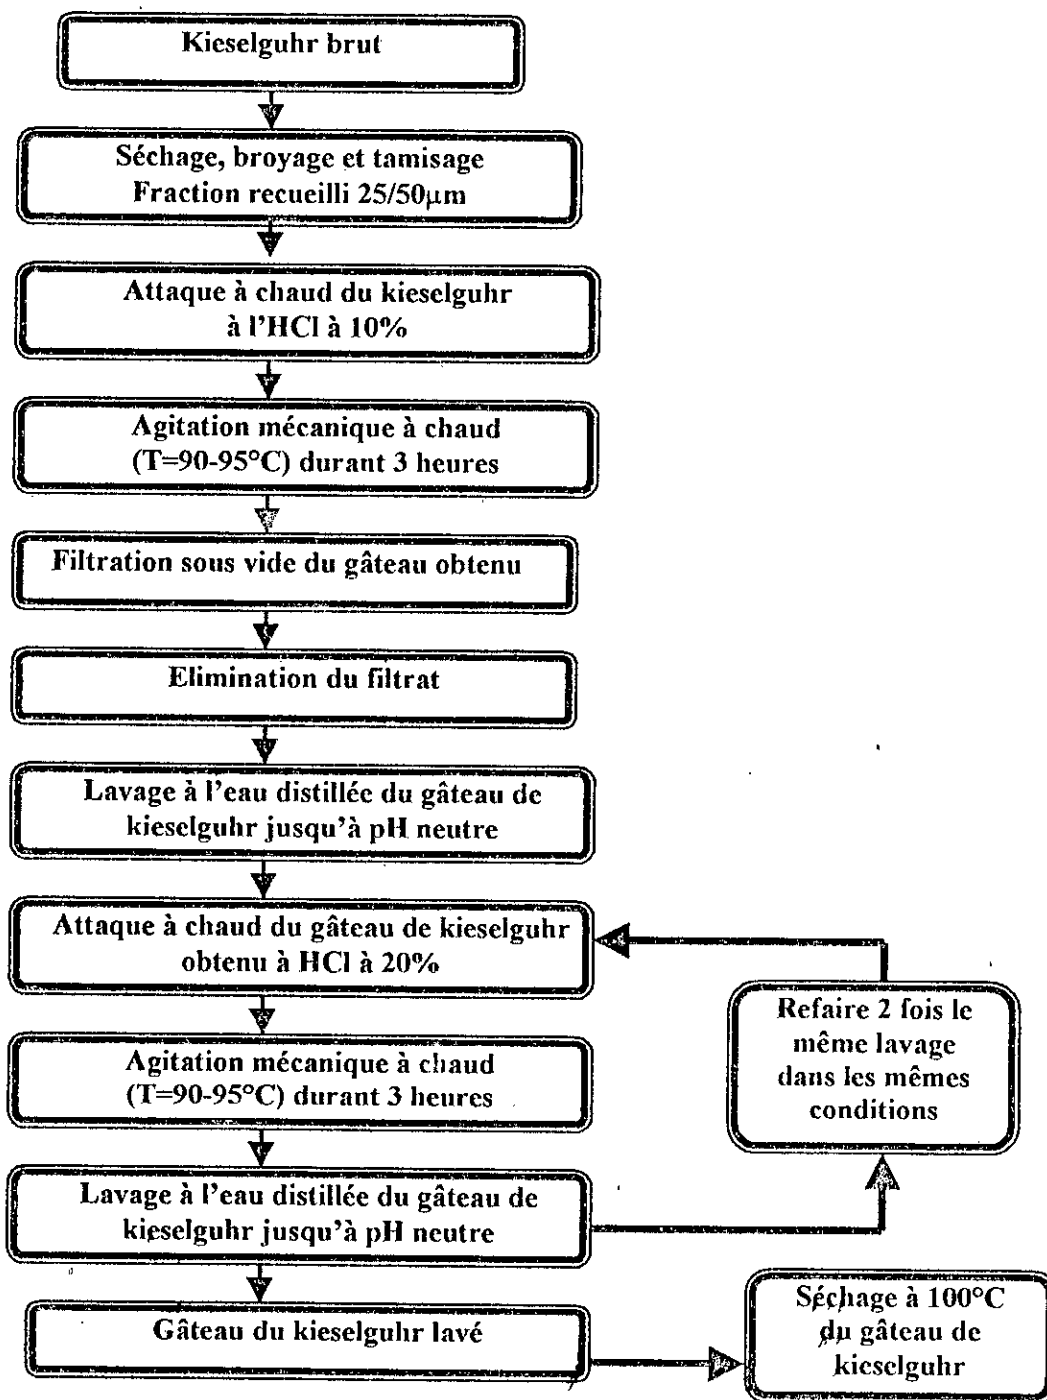 Kieselguhr brut
Séchage, broyage et tamisage
Fraction recueilli 25/50µm
Attaque à chaud du kieselguhr
à l'HCl à 10%
Agitation mécanique à chaud
(T=90-95°C) durant 3 heures
Filtration sous vide du gâteau obtenu
Elimination du filtrat
Lavage à l'eau distillée du gâteau de
kieselguhr jusqu'à pH neutre
Attaque à chaud du gâteau de kieselguhr
obtenu à HCl à 20%
Agitation mécanique à chaud
(T=90-95°C) durant 3 heures
Lavage à l'eau distillée du gâteau de
kieselguhr jusqu'à pH neutre
Refaire 2 fois le
même lavage
dans les mêmes
conditions
Gâteau du kieselguhr lavé
Séchage à 100°C
du gâteau de
kieselguhr